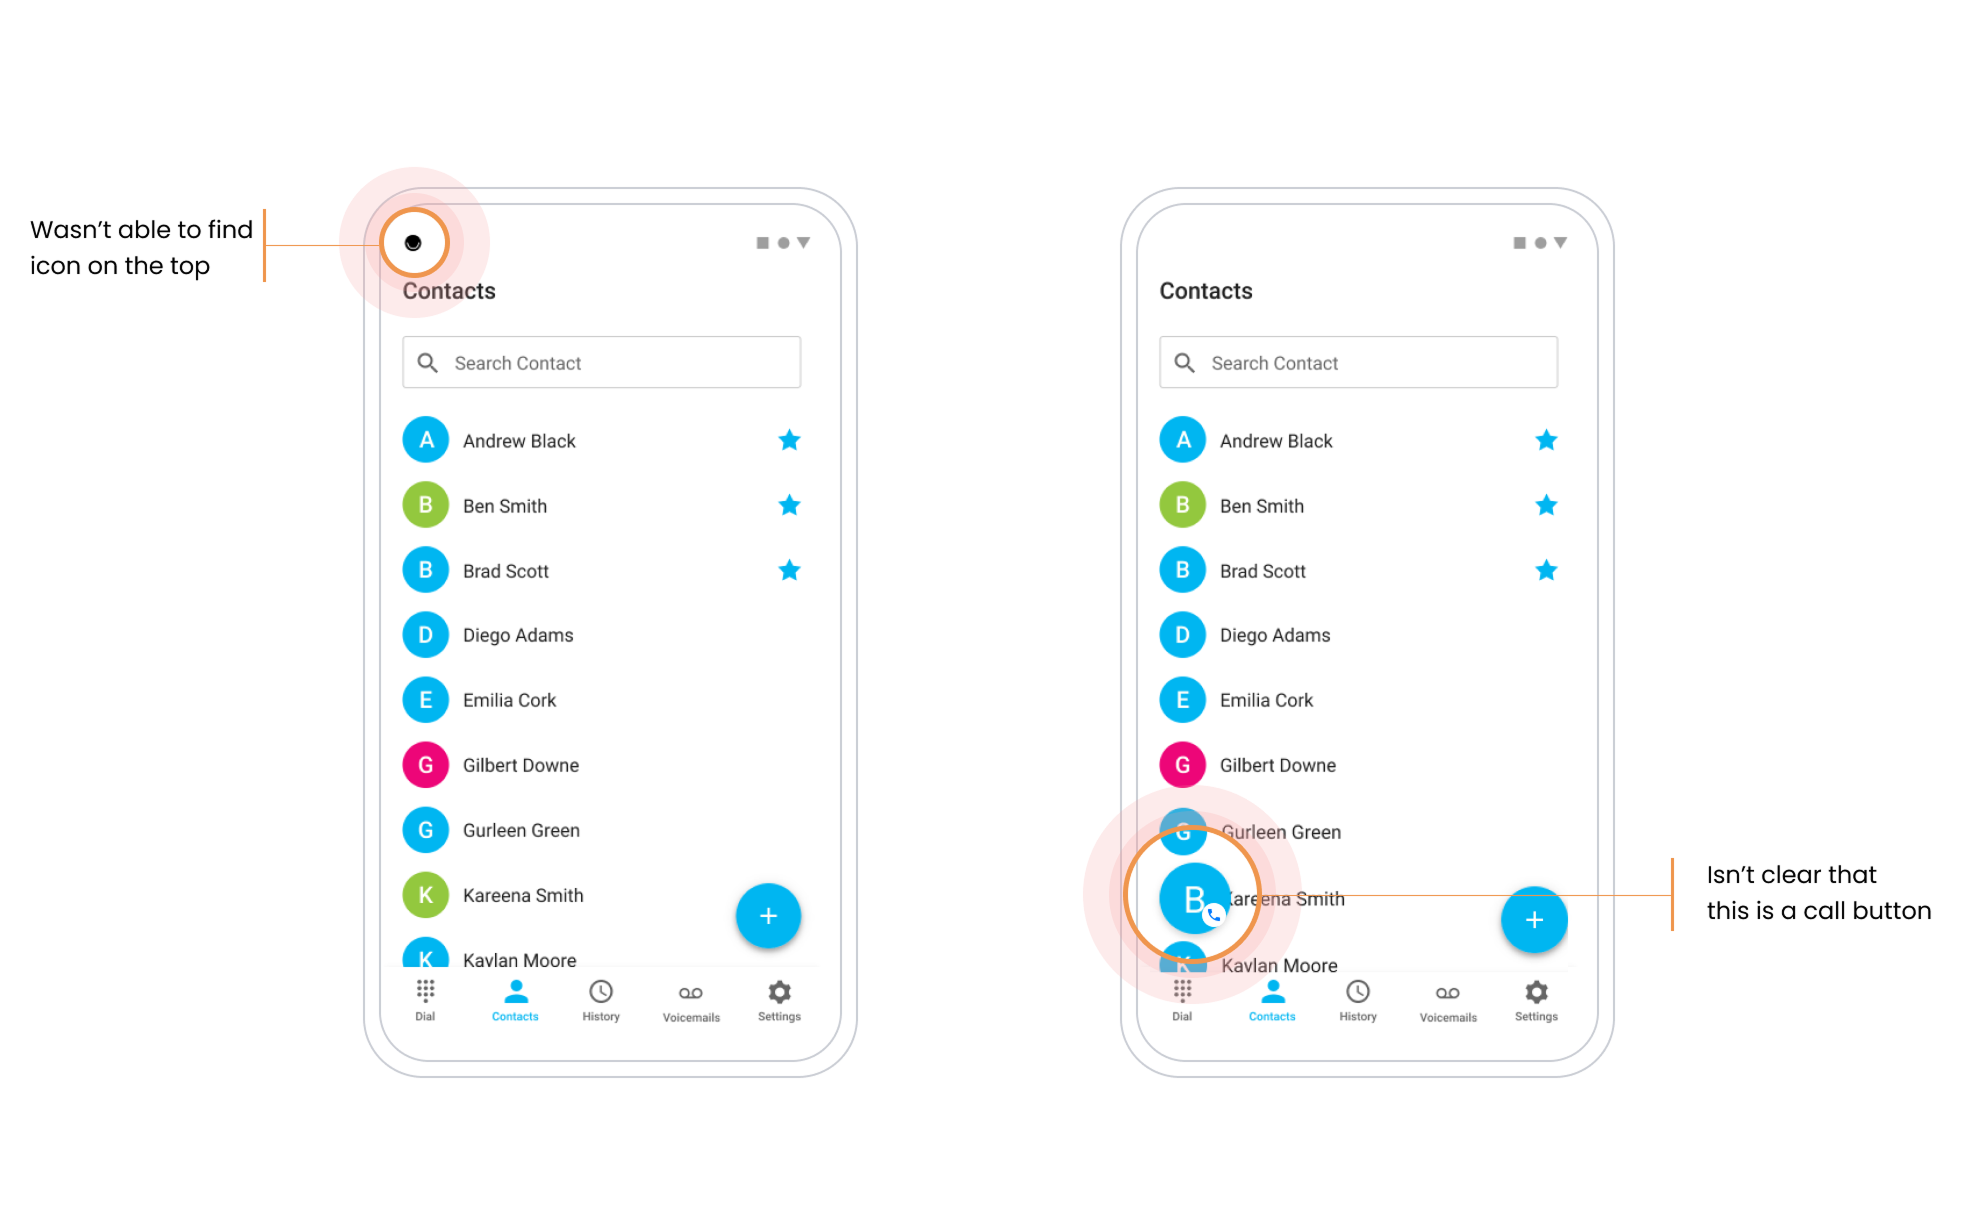 Wasn't able to find
icon on the top
Contacts
Search Contact
A Andrew Black
B Ben Smith
B Brad Scott
D Diego Adams
E Emilia Cork
G Gilbert Downe
G Gurleen Green
K Kareena Smith
+
K Kaylan Moore
Dial Contacts History Voicemails Settings
Contacts
Search Contact
A Andrew Black
B Ben Smith
B Brad Scott
D Diego Adams
E Emilia Cork
G Gilbert Downe
G Gurleen Green
B Kareena Smith
+
K Kaylan Moore
Dial Contacts History Voicemails Settings
Isn't clear that
this is a call button